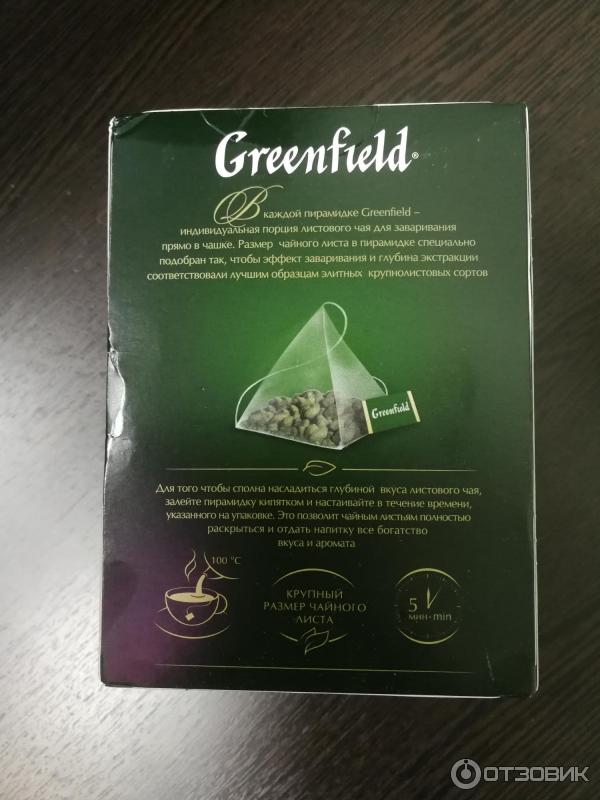 Greenfield®
В каждой пирамидке Greenfield –
индивидуальная порция листового чая для заваривания
прямо в чашке. Размер чайного листа в пирамидке специально
подобран так, чтобы эффект заваривания и глубина экстракции
соответствовали лучшим образцам элитных крупнолистовых сортов
Greenfield
Для того чтобы сполна насладиться глубиной вкуса листового чая,
залейте пирамидку кипятком и настаивайте в течение времени,
указанного на упаковке. Это позволит чайным листьям полностью
раскрыться и отдать напитку все богатство
вкуса и аромата
100 °C
КРУПНЫЙ
РАЗМЕР ЧАЙНОГО
ЛИСТА
5
МИН•min
ОТЗОВИК